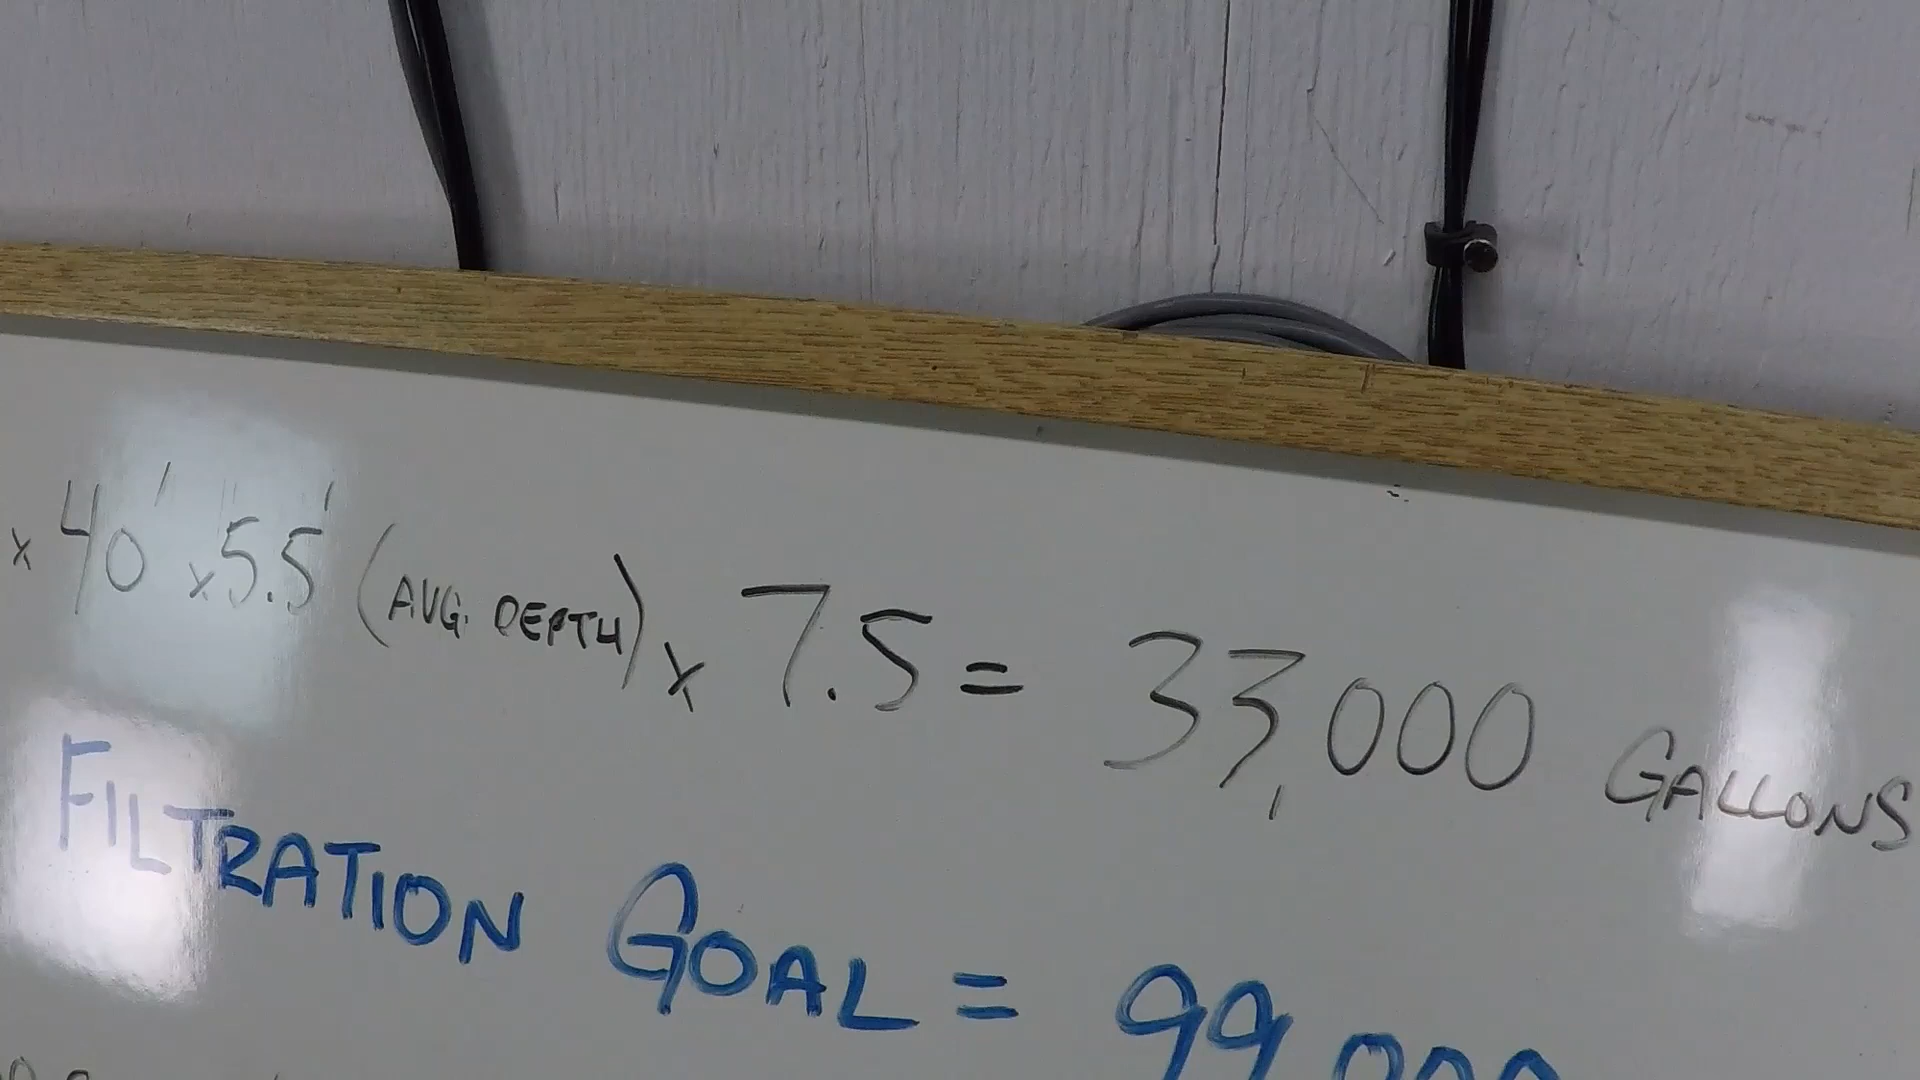 x 40' x 5.5' (AVG. DEPTH) x 7.5 = 33,000 GALLONS
FILTRATION GOAL = 99,000